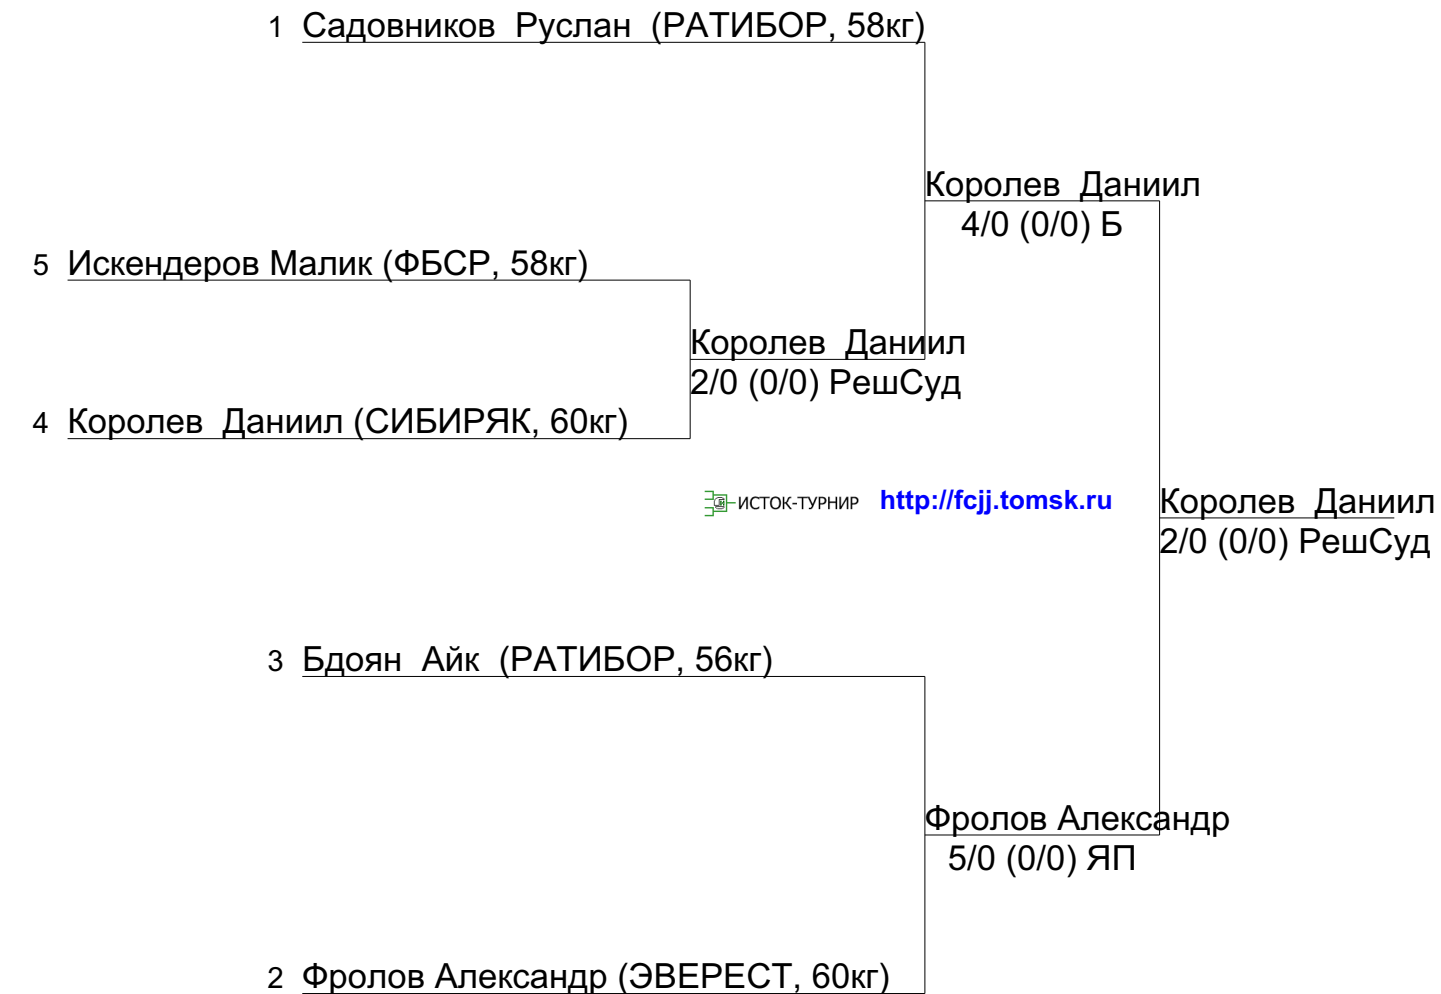 1 Садовников Руслан (РАТИБОР, 58кг)
Королев Даниил
4/0 (0/0) Б
5 Искендеров Малик (ФБСР, 58кг)
Королев Даниил
2/0 (0/0) РешСуд
4 Королев Даниил (СИБИРЯК, 60кг)
ИСТОК-ТУРНИР http://fcjj.tomsk.ru
Королев Даниил
2/0 (0/0) РешСуд
3 Бдоян Айк (РАТИБОР, 56кг)
Фролов Александр
5/0 (0/0) ЯП
2 Фролов Александр (ЭВЕРЕСТ, 60кг)